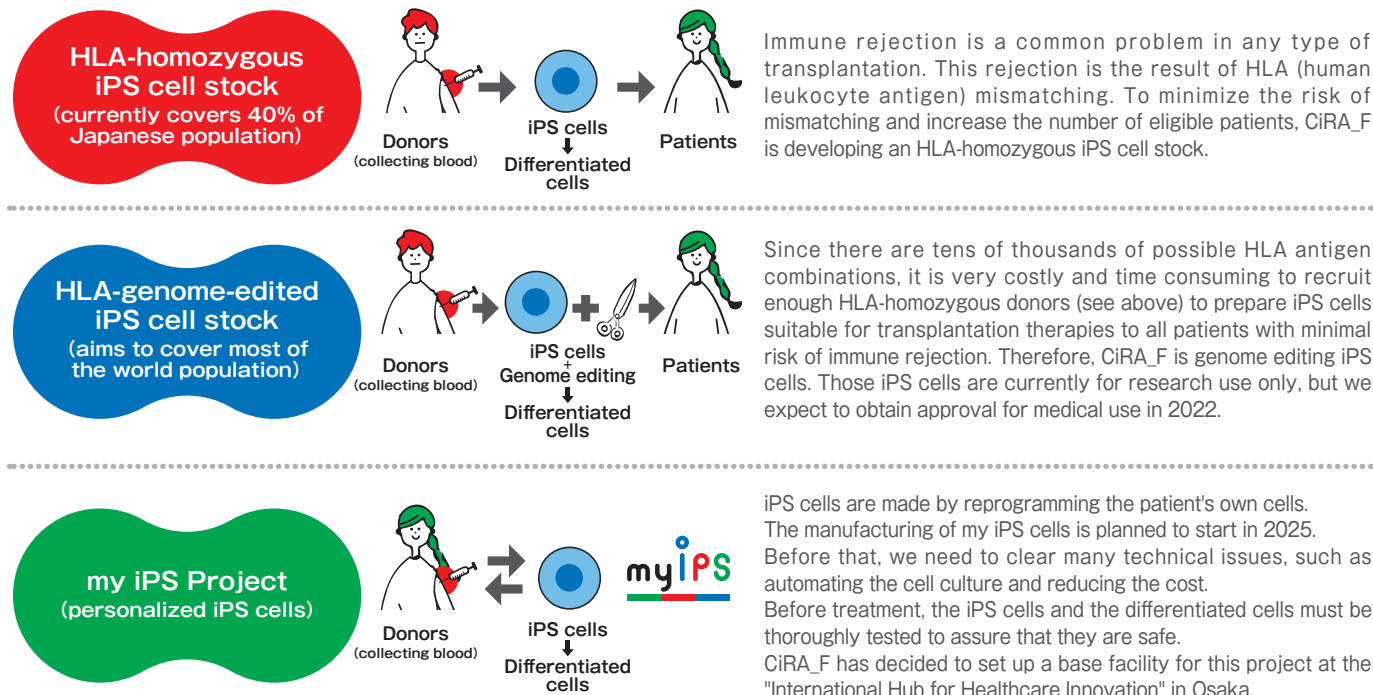 HLA-homozygous
iPS cell stock
(currently covers 40% of
Japanese population)
Donors
(collecting blood)
iPS cells
Differentiated
cells
Patients
Immune rejection is a common problem in any type of
transplantation. This rejection is the result of HLA (human
leukocyte antigen) mismatching. To minimize the risk of
mismatching and increase the number of eligible patients, CiRA_F
is developing an HLA-homozygous iPS cell stock.
HLA-genome-edited
iPS cell stock
(aims to cover most of
the world population)
Donors
(collecting blood)
iPS cells
+
Genome editing
Differentiated
cells
Patients
Since there are tens of thousands of possible HLA antigen
combinations, it is very costly and time consuming to recruit
enough HLA-homozygous donors (see above) to prepare iPS cells
suitable for transplantation therapies to all patients with minimal
risk of immune rejection. Therefore, CiRA_F is genome editing iPS
cells. Those iPS cells are currently for research use only, but we
expect to obtain approval for medical use in 2022.
my iPS Project
(personalized iPS cells)
Donors
(collecting blood)
iPS cells
Differentiated
cells
my iPS
iPS cells are made by reprogramming the patient's own cells.
The manufacturing of my iPS cells is planned to start in 2025.
Before that, we need to clear many technical issues, such as
automating the cell culture and reducing the cost.
Before treatment, the iPS cells and the differentiated cells must be
thoroughly tested to assure that they are safe.
CiRA_F has decided to set up a base facility for this project at the
"International Hub for Healthcare Innovation" in Osaka.